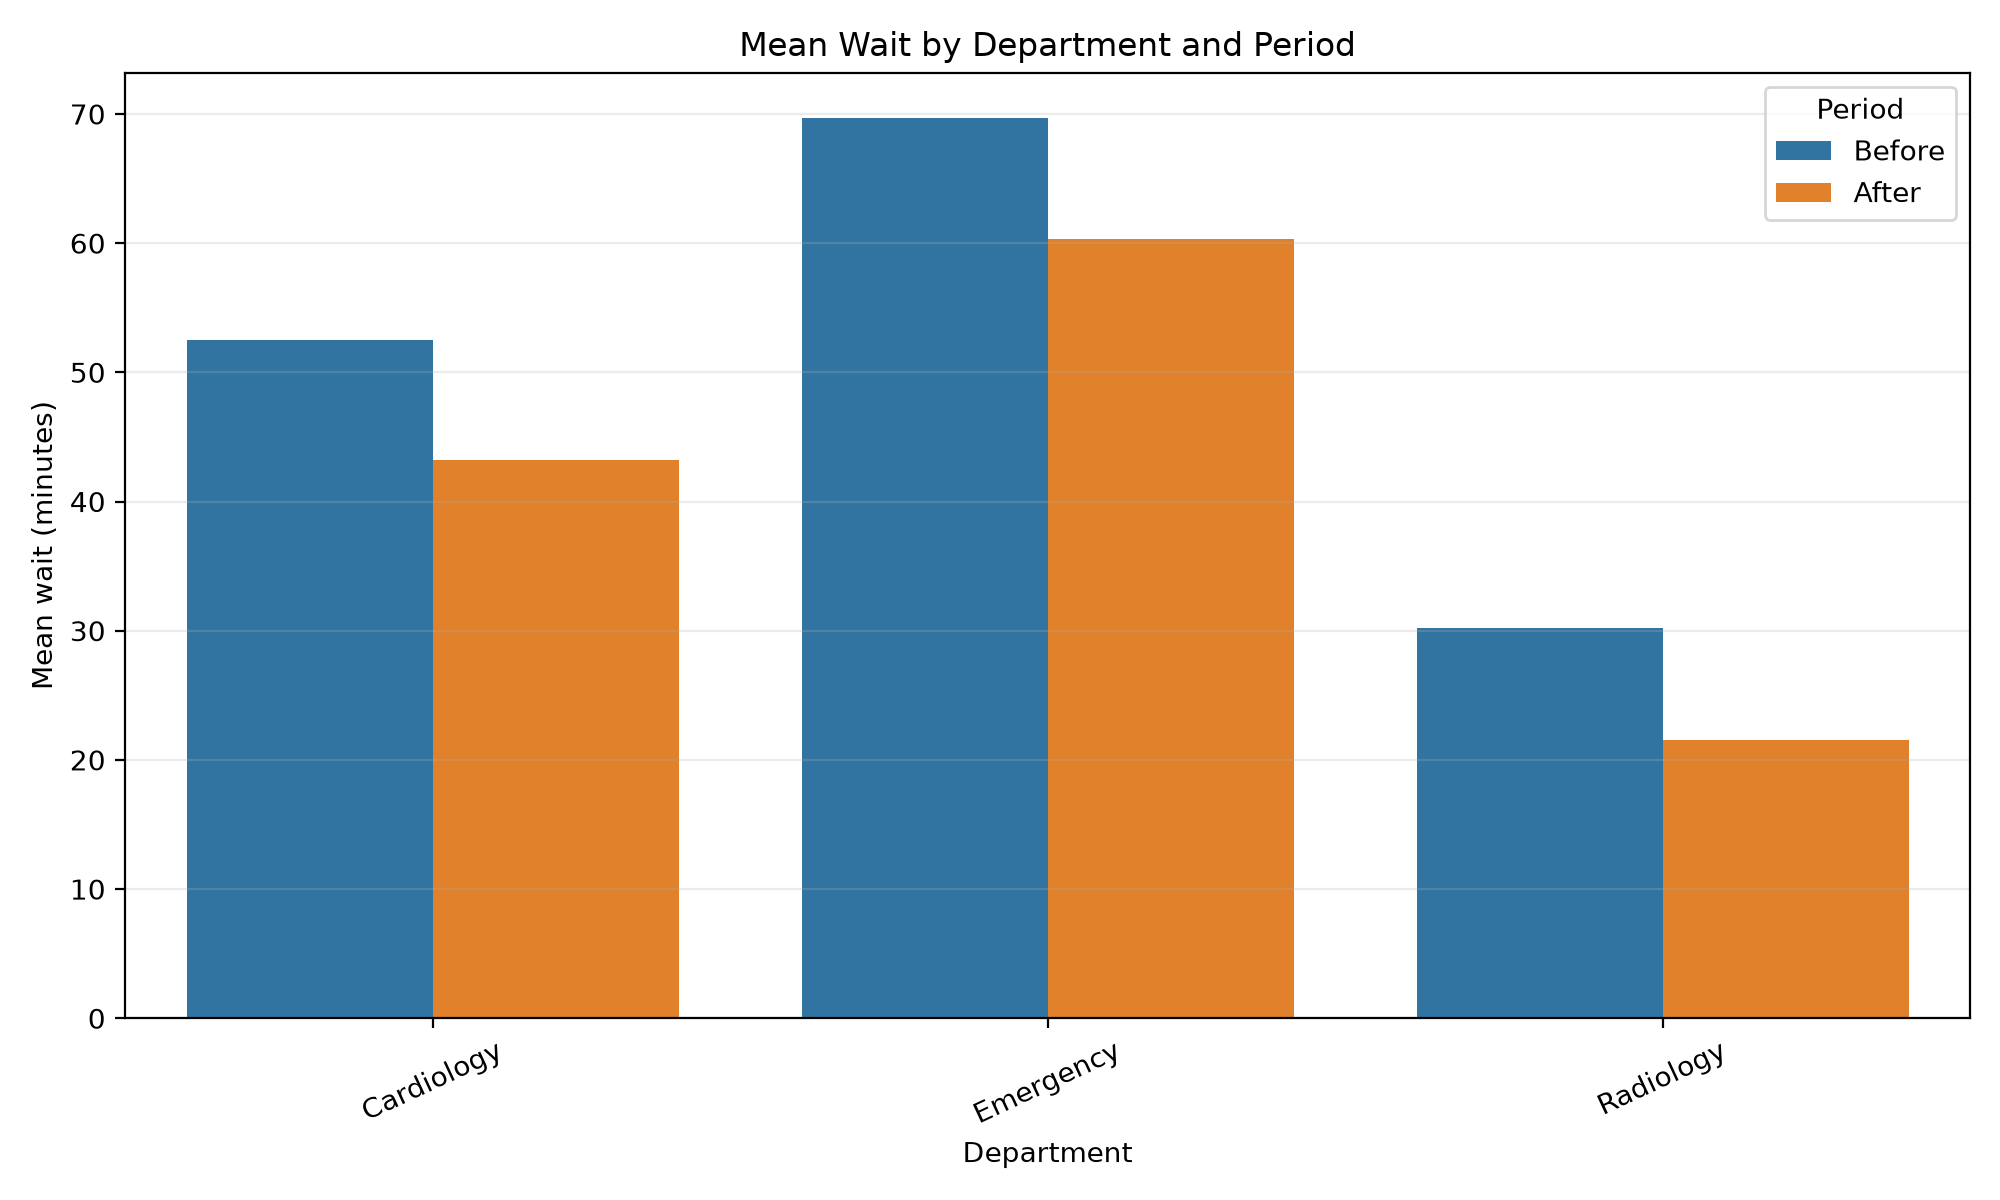 Mean Wait by Department and Period
Period
Before
After
70
60
50
40
30
20
10
0
Mean wait (minutes)
Cardiology
Emergency
Radiology
Department